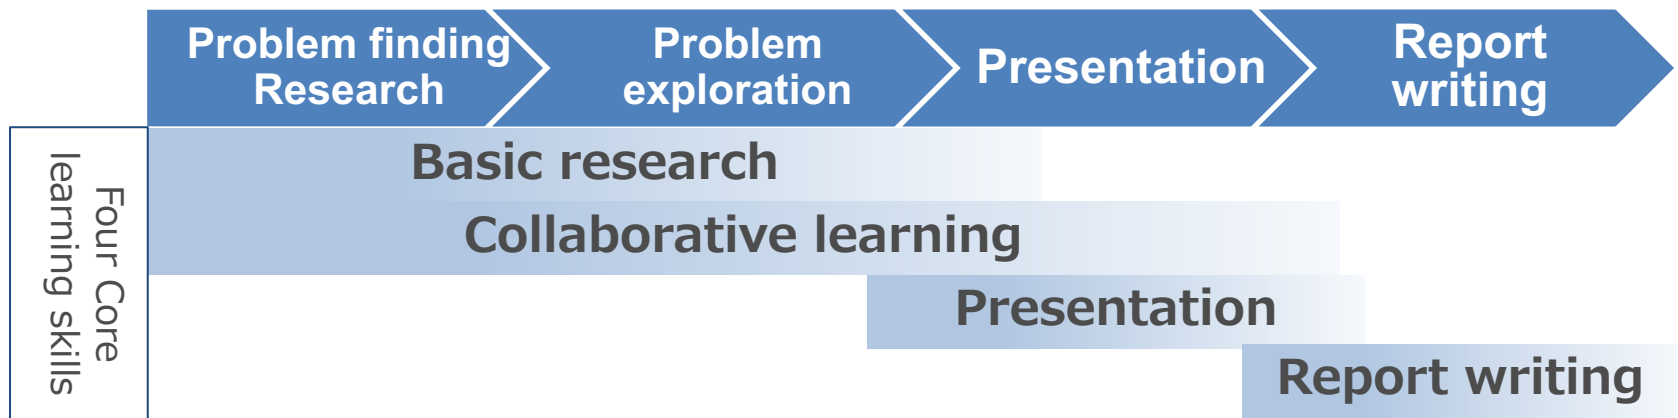 Problem finding
Research
Problem
exploration
Presentation
Report
writing
Four Core
learning skills
Basic research
Collaborative learning
Presentation
Report writing